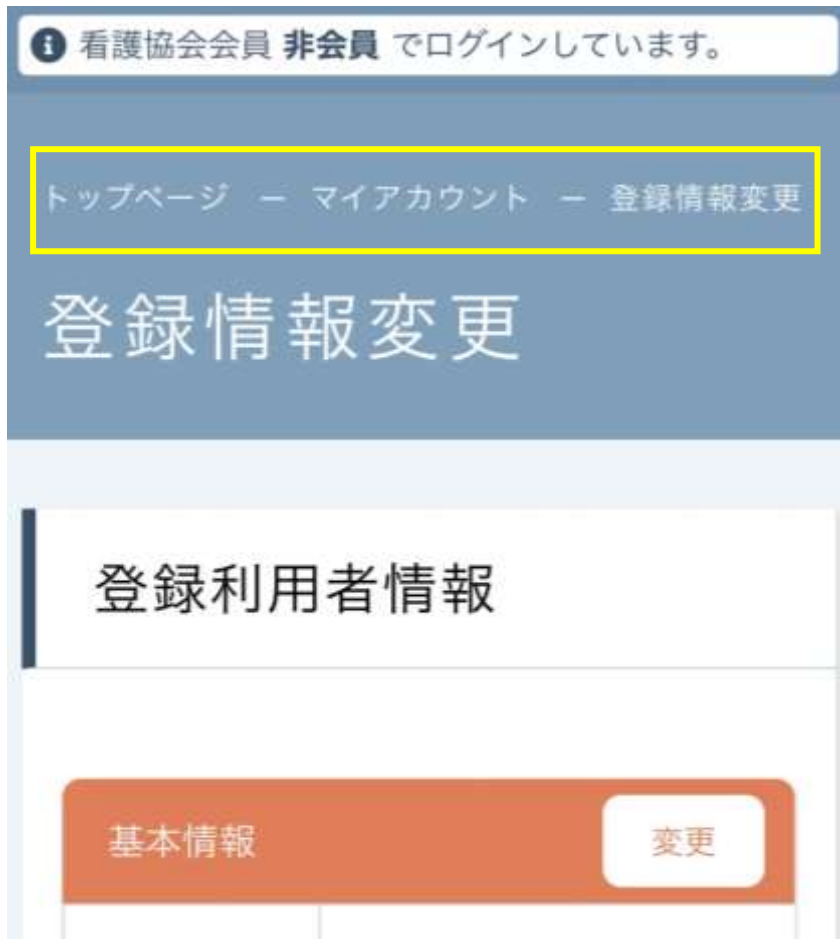 看護協会会員 非会員 でログインしています。
トップページ － マイアカウント － 登録情報変更
登録情報変更
登録利用者情報
基本情報
変更